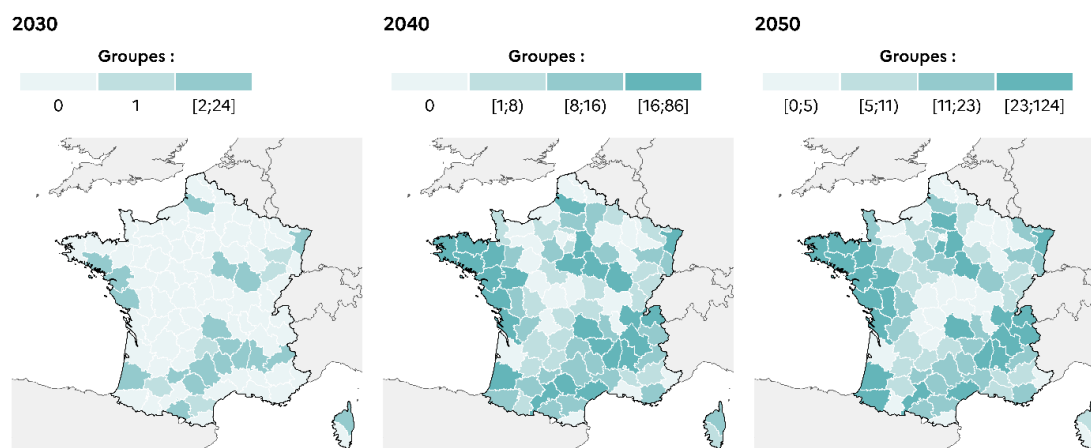 2030
Groupes :
0 1 [2;24]
2040
Groupes :
0 [1;8) [8;16) [16;86]
2050
Groupes :
[0;5) [5;11) [11;23) [23;124]